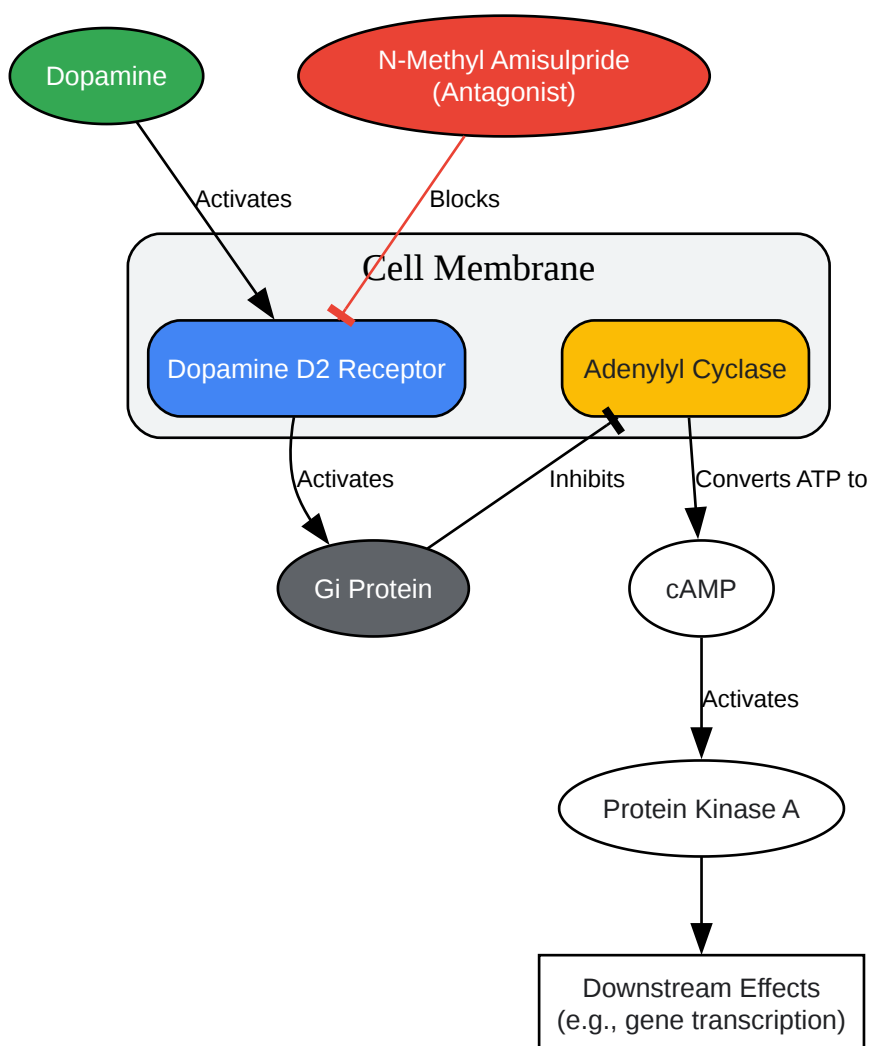 Dopamine
N-Methyl Amisulpride
(Antagonist)
Activates
Blocks
Cell Membrane
Dopamine D2 Receptor
Adenylyl Cyclase
Activates
Inhibits
Converts ATP to
Gi Protein
cAMP
Activates
Protein Kinase A
Downstream Effects
(e.g., gene transcription)